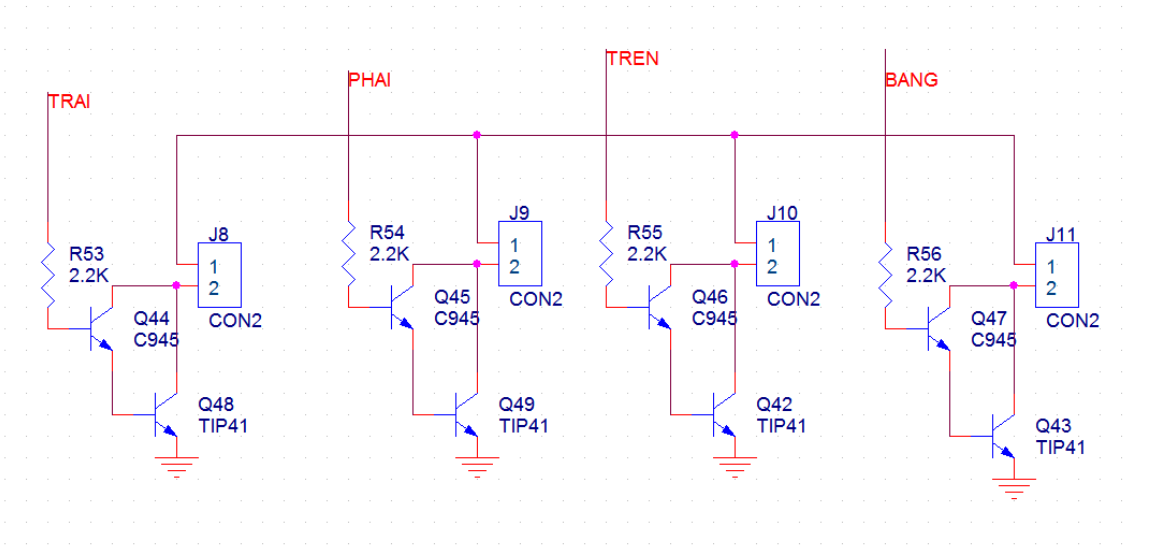 TRAI
PHAI
TREN
BANG
R53
2.2K
J8
1
2
CON2
Q44
C945
Q48
TIP41
R54
2.2K
J9
1
2
CON2
Q45
C945
Q49
TIP41
R55
2.2K
J10
1
2
CON2
Q46
C945
Q42
TIP41
R56
2.2K
J11
1
2
CON2
Q47
C945
Q43
TIP41